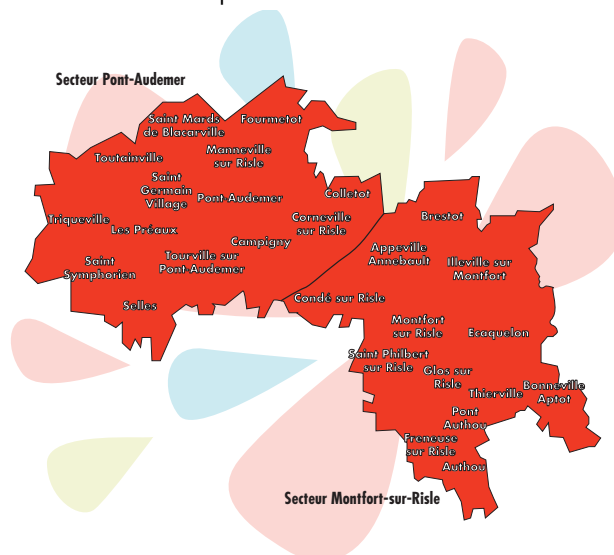 Secteur Pont-Audemer
Saint Mards
de Blacarville
Fourmetot
Toutainville
Manneville
sur Risle
Saint
Germain
Village
Pont-Audemer
Colletot
Triqueville
Les Préaux
Corneville
sur Risle
Brestot
Campigny
Appeville
Annebault
Saint
Symphorien
Tourville sur
Pont-Audemer
Illeville sur
Montfort
Selles
Condé sur Risle
Montfort
sur Risle
Ecaquelon
Saint Philbert
sur Risle
Glos sur
Risle
Thierville
Bonneville
Aptot
Pont
Authou
Freneuse
sur Risle
Authou
Secteur Montfort-sur-Risle